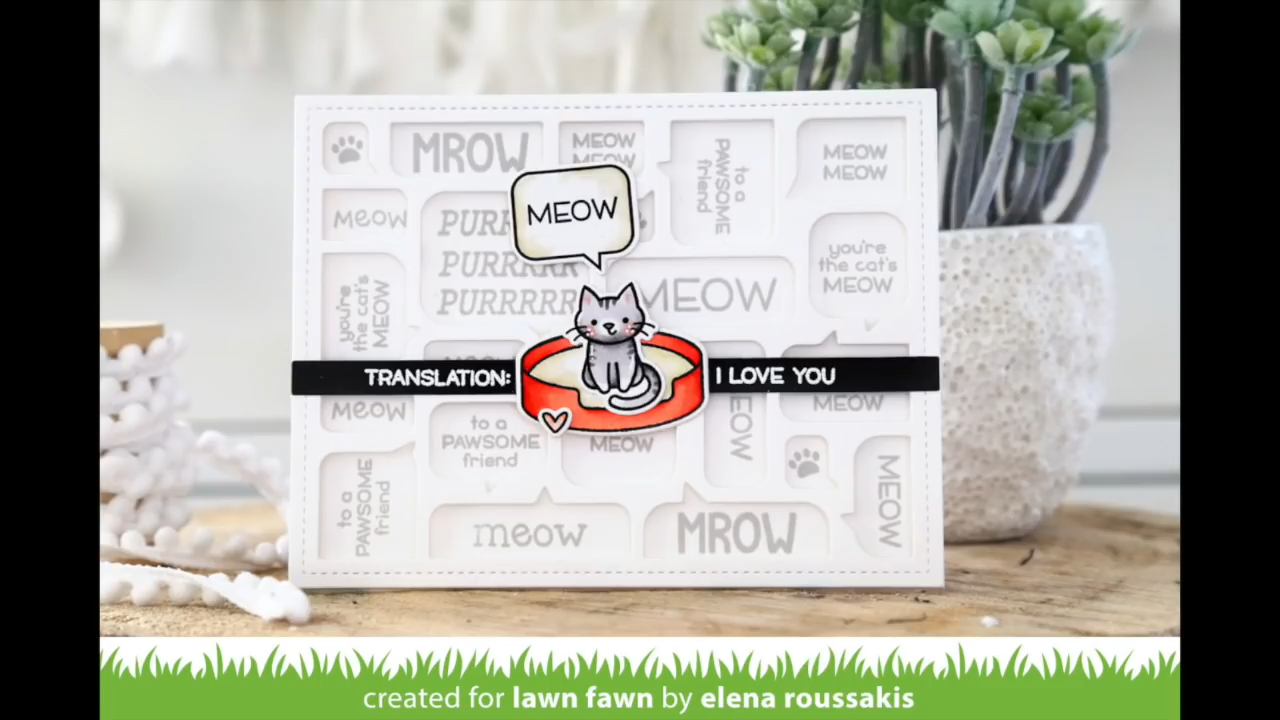 MROW
MEOW
MEOW
to a
PAWSOME
friend
MEOW
MEOW
meow
PURR
PURRRRR
PURRRRR
MEOW
you're
the cat's
MEOW
you're
the cat's
MEOW
MEOW
TRANSLATION:
I LOVE YOU
meow
to a
PAWSOME
friend
MEOW
MEOW
MEOW
to a
PAWSOME
friend
meow
MROW
MEOW
created for lawn fawn by elena roussakis